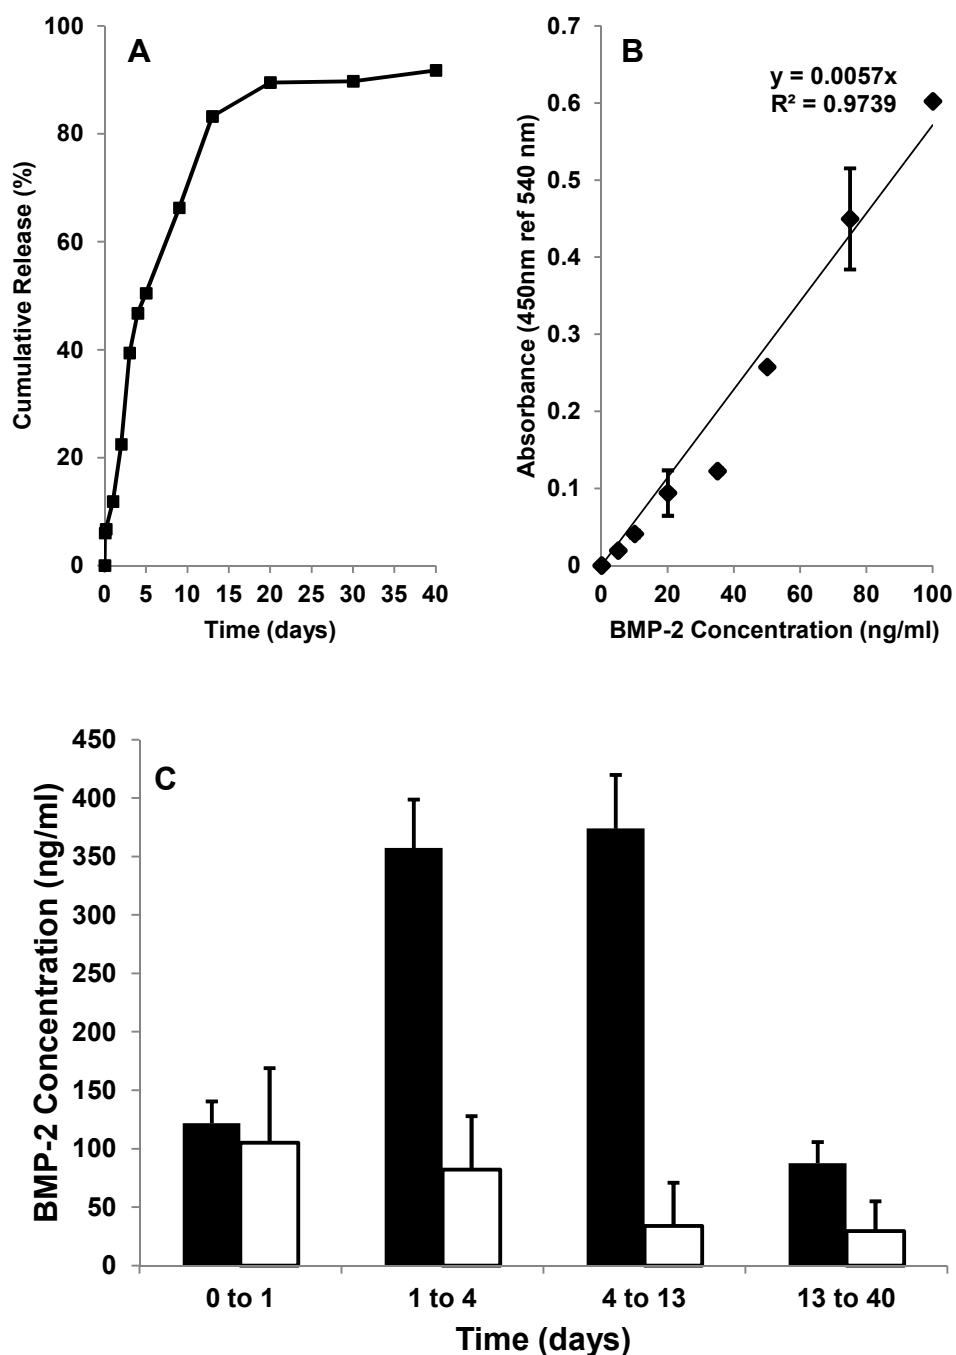 A
100
80
60
40
20
0
Cumulative Release (%)
0 5 10 15 20 25 30 35 40
Time (days)
B
y = 0.0057x
R² = 0.9739
0.7
0.6
0.5
0.4
0.3
0.2
0.1
0
Absorbance (450nm ref 540 nm)
0 20 40 60 80 100
BMP-2 Concentration (ng/ml)
C
450
400
350
300
250
200
150
100
50
0
BMP-2 Concentration (ng/ml)
0 to 1 1 to 4 4 to 13 13 to 40
Time (days)